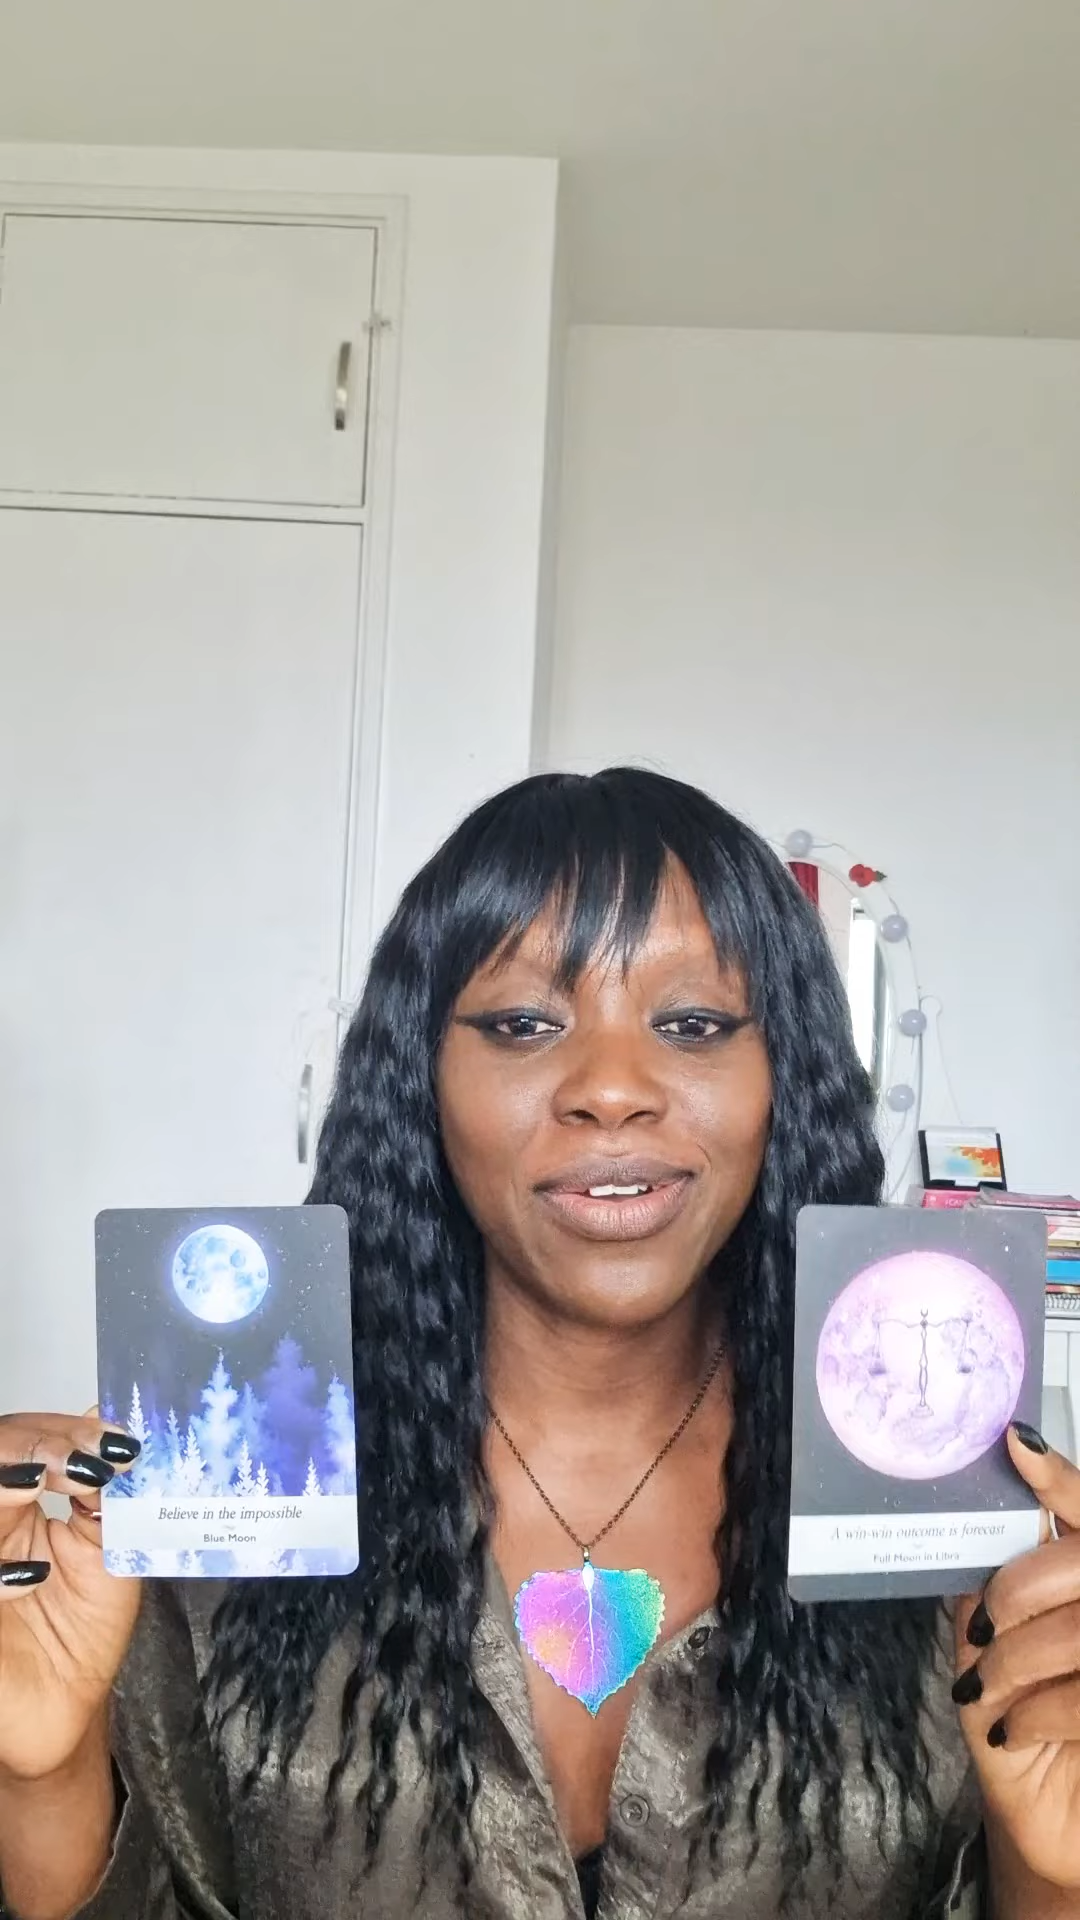 Believe in the impossible
Blue Moon
A win-win outcome is forecast
Full Moon in Libra